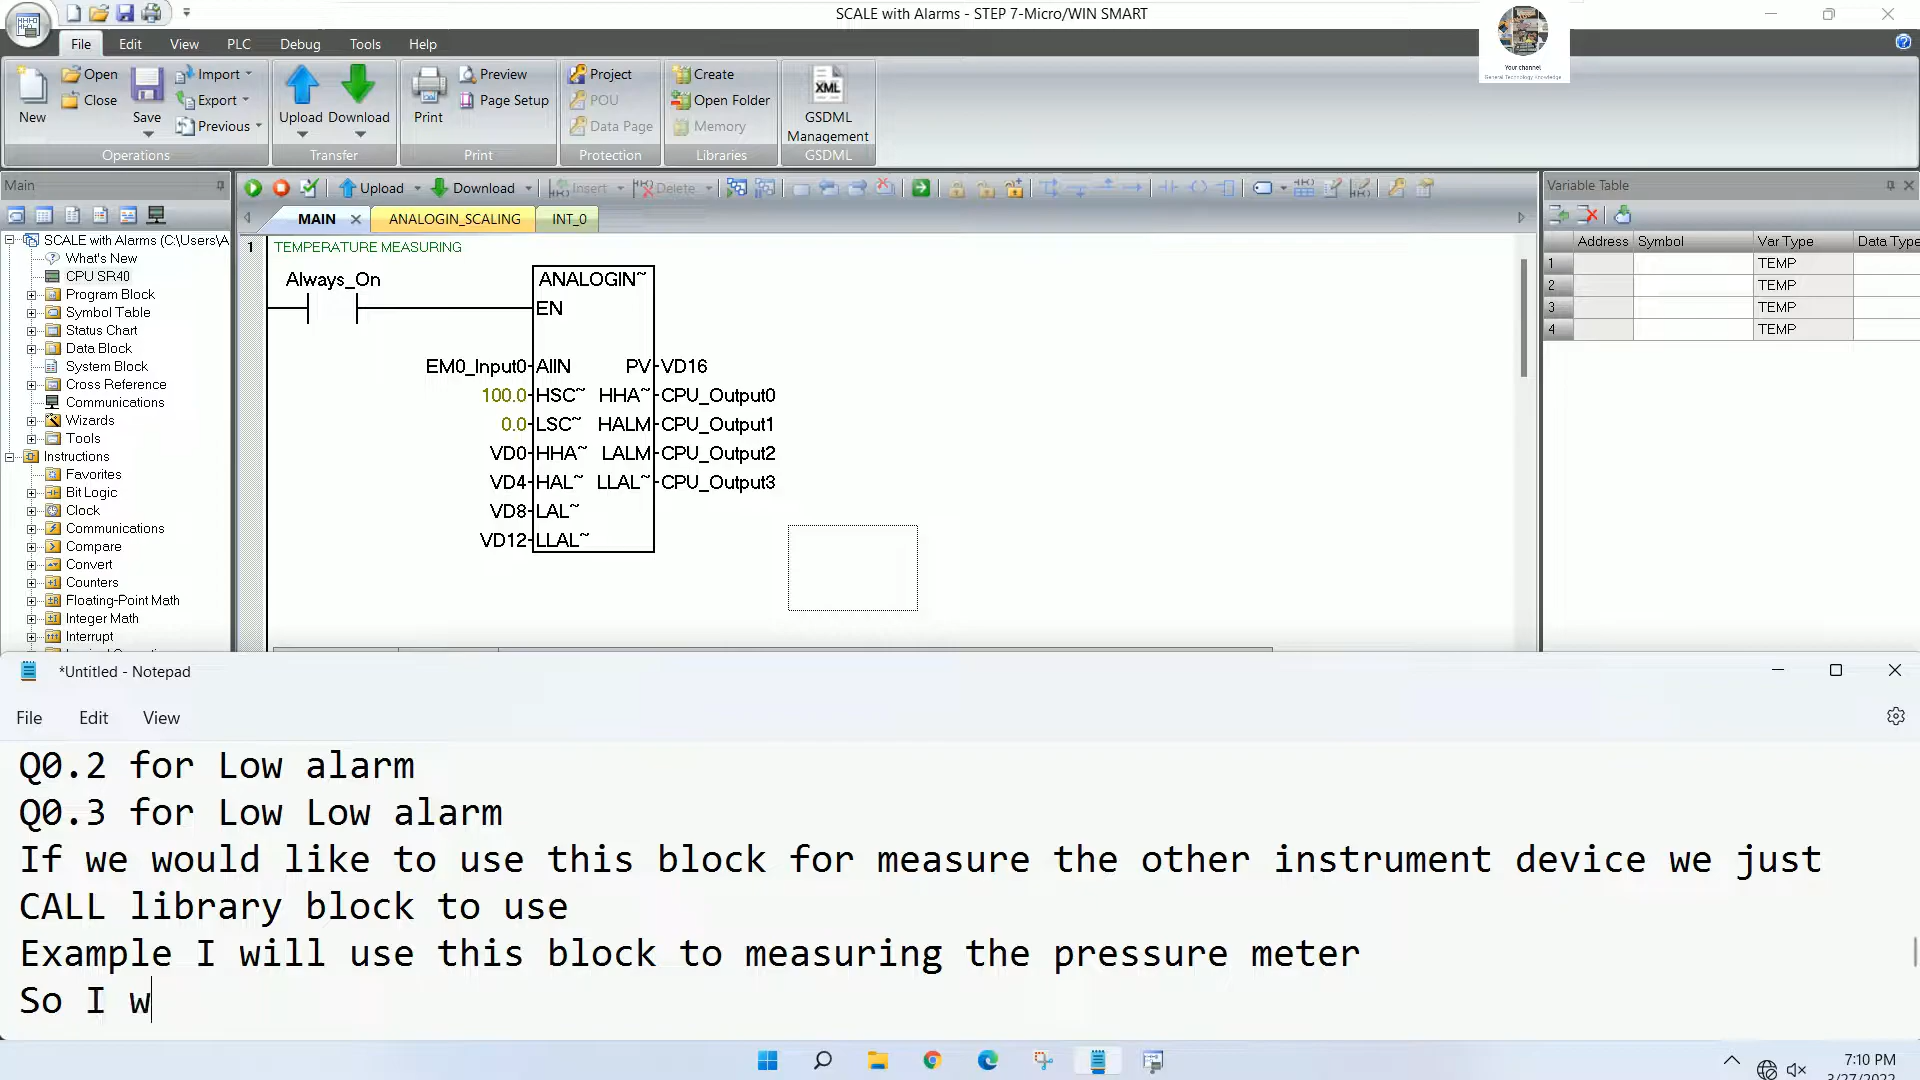 SCALE with Alarms - STEP 7-Micro/WIN SMART
Your channel
General Technology Knowledge
File Edit View PLC Debug Tools Help
New
Open
Close
Save
Import
Export
Previous
Operations
Upload
Download
Transfer
Print
Preview
Page Setup
Print
Project
POU
Data Page
Protection
Create
Open Folder
Memory
Libraries
XML
GSDML
Management
GSDML
Main
Upload Download Insert Delete
MAIN ANALOGIN_SCALING INT_0
SCALE with Alarms (C:\Users\A
What's New
CPU SR40
Program Block
Symbol Table
Status Chart
Data Block
System Block
Cross Reference
Communications
Wizards
Tools
Instructions
Favorites
Bit Logic
Clock
Communications
Compare
Convert
Counters
Floating-Point Math
Integer Math
Interrupt
1 TEMPERATURE MEASURING
Always_On
ANALOGIN~
EN
EM0_Input0 AIIN PV VD16
100.0 HSC~ HHA~ CPU_Output0
0.0 LSC~ HALM CPU_Output1
VD0 HHA~ LALM CPU_Output2
VD4 HAL~ LLAL~ CPU_Output3
VD8 LAL~
VD12 LLAL~
Variable Table
Address Symbol Var Type Data Type
1 TEMP
2 TEMP
3 TEMP
4 TEMP
*Untitled - Notepad
File Edit View
Q0.2 for Low alarm
Q0.3 for Low Low alarm
If we would like to use this block for measure the other instrument device we just
CALL library block to use
Example I will use this block to measuring the pressure meter
So I w
7:10 PM
3/27/2022